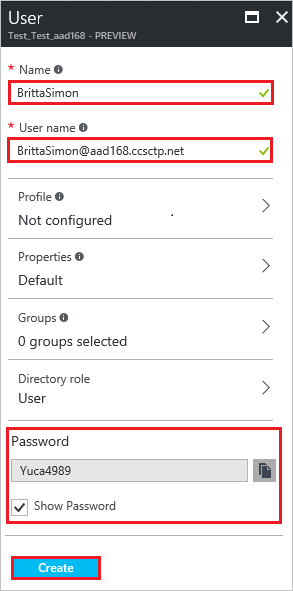 User
Test_Test_aad168 - PREVIEW
* Name
BrittaSimon
* User name
BrittaSimon@aad168.ccsctp.net
Profile
Not configured
Properties
Default
Groups
0 groups selected
Directory role
User
Password
Yuca4989
Show Password
Create